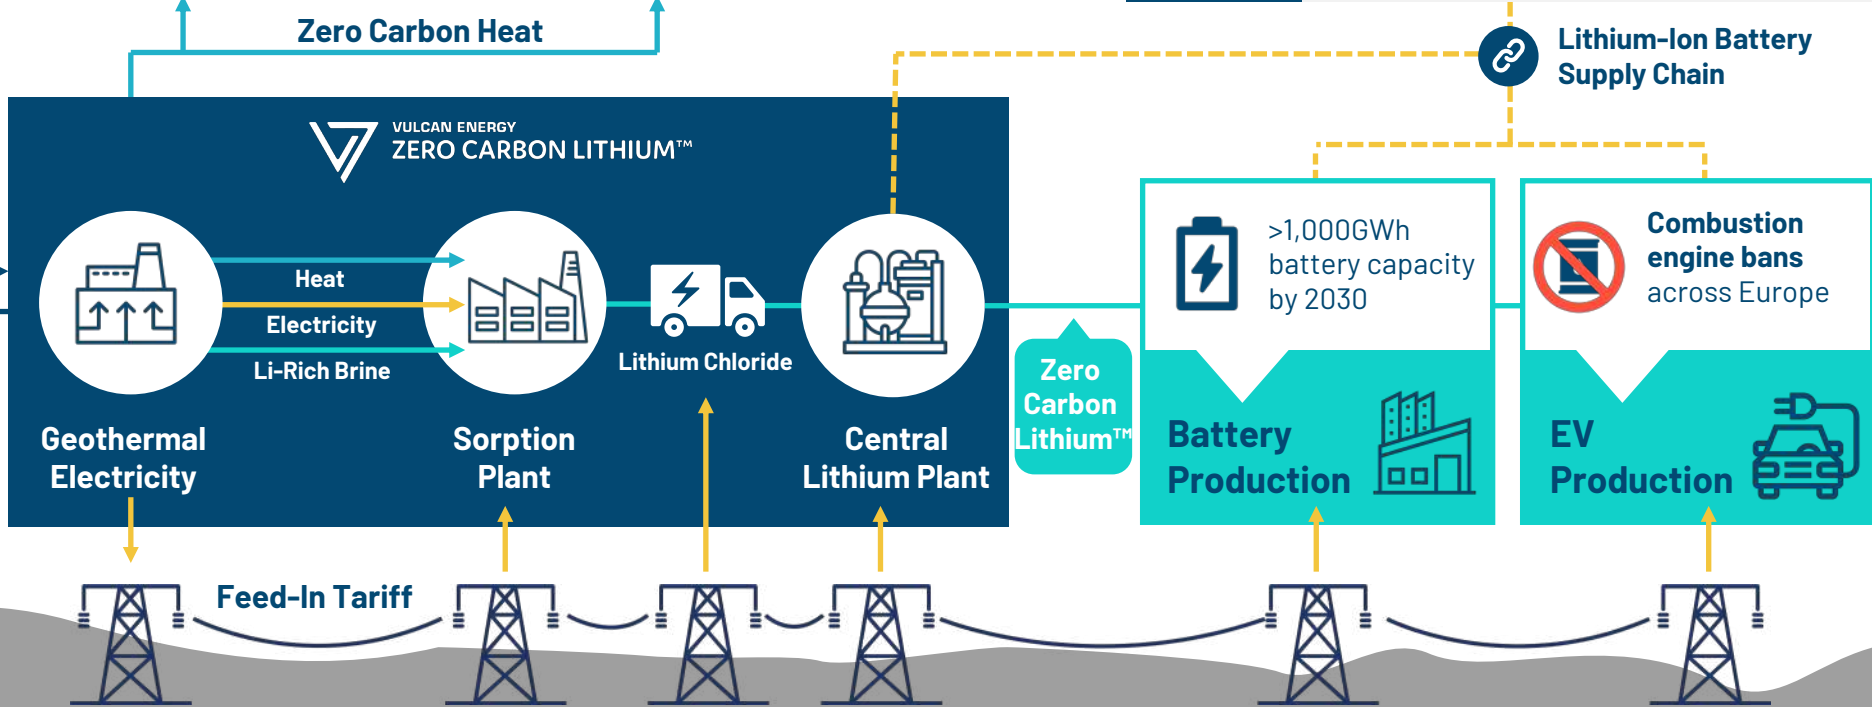 Zero Carbon Heat
Lithium-Ion Battery
Supply Chain
VULCAN ENERGY
ZERO CARBON LITHIUM™
Heat
Electricity
Li-Rich Brine
Lithium Chloride
Geothermal
Electricity
Sorption
Plant
Central
Lithium Plant
Zero
Carbon
Lithium™
>1,000GWh
battery capacity
by 2030
Battery
Production
Combustion
engine bans
across Europe
EV
Production
Feed-In Tariff